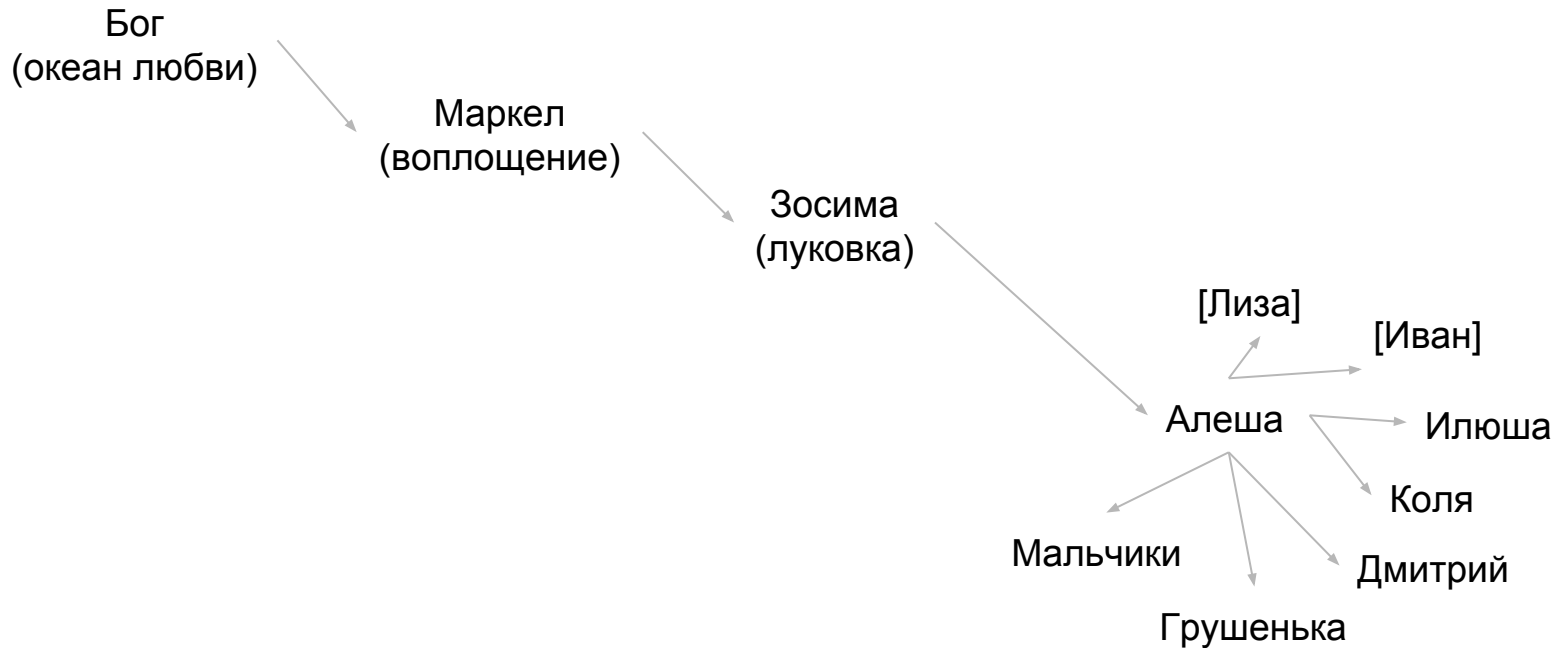 Бог
(океан любви)
Маркел
(воплощение)
Зосима
(луковка)
[Лиза]
[Иван]
Алеша
Илюша
Коля
Мальчики
Дмитрий
Грушенька